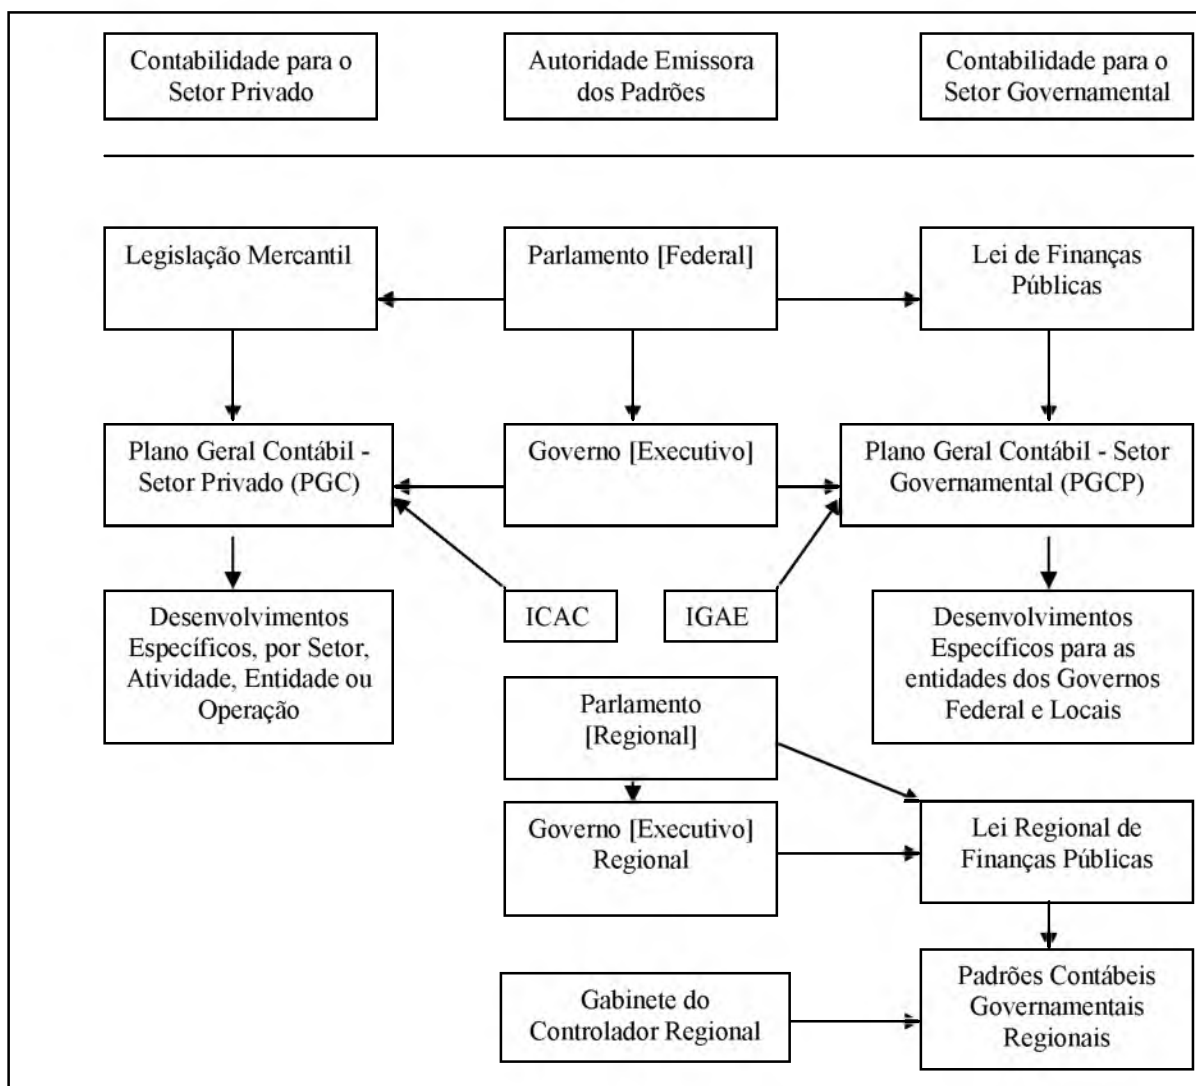 Contabilidade para o
Setor Privado
Autoridade Emissora
dos Padrões
Contabilidade para o
Setor Governamental
Legislação Mercantil
Parlamento [Federal]
Lei de Finanças
Públicas
Plano Geral Contábil -
Setor Privado (PGC)
Governo [Executivo]
Plano Geral Contábil - Setor
Governamental (PGCP)
Desenvolvimentos
Específicos, por Setor,
Atividade, Entidade ou
Operação
ICAC
IGAE
Desenvolvimentos
Específicos para as
entidades dos Governos
Federal e Locais
Parlamento
[Regional]
Governo [Executivo]
Regional
Lei Regional de
Finanças Públicas
Gabinete do
Controlador Regional
Padrões Contábeis
Governamentais
Regionais